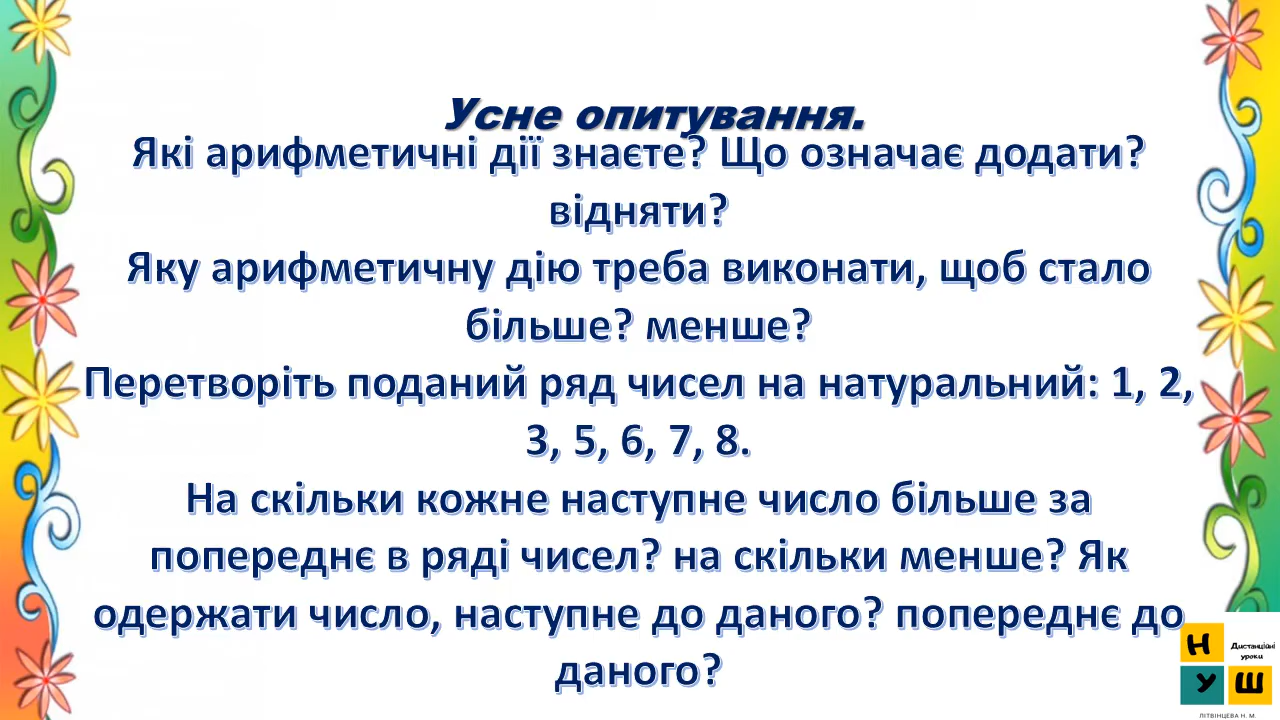 Усне опитування.
Які арифметичні дії знаєте? Що означає додати?
відняти?
Яку арифметичну дію треба виконати, щоб стало
більше? менше?
Перетворіть поданий ряд чисел на натуральний: 1, 2,
3, 5, 6, 7, 8.
На скільки кожне наступне число більше за
попереднє в ряді чисел? на скільки менше? Як
одержати число, наступне до даного? попереднє до
даного?
Н
Дистанційні
уроки
У Ш
ЛІТВІНЦЕВА Н. М.